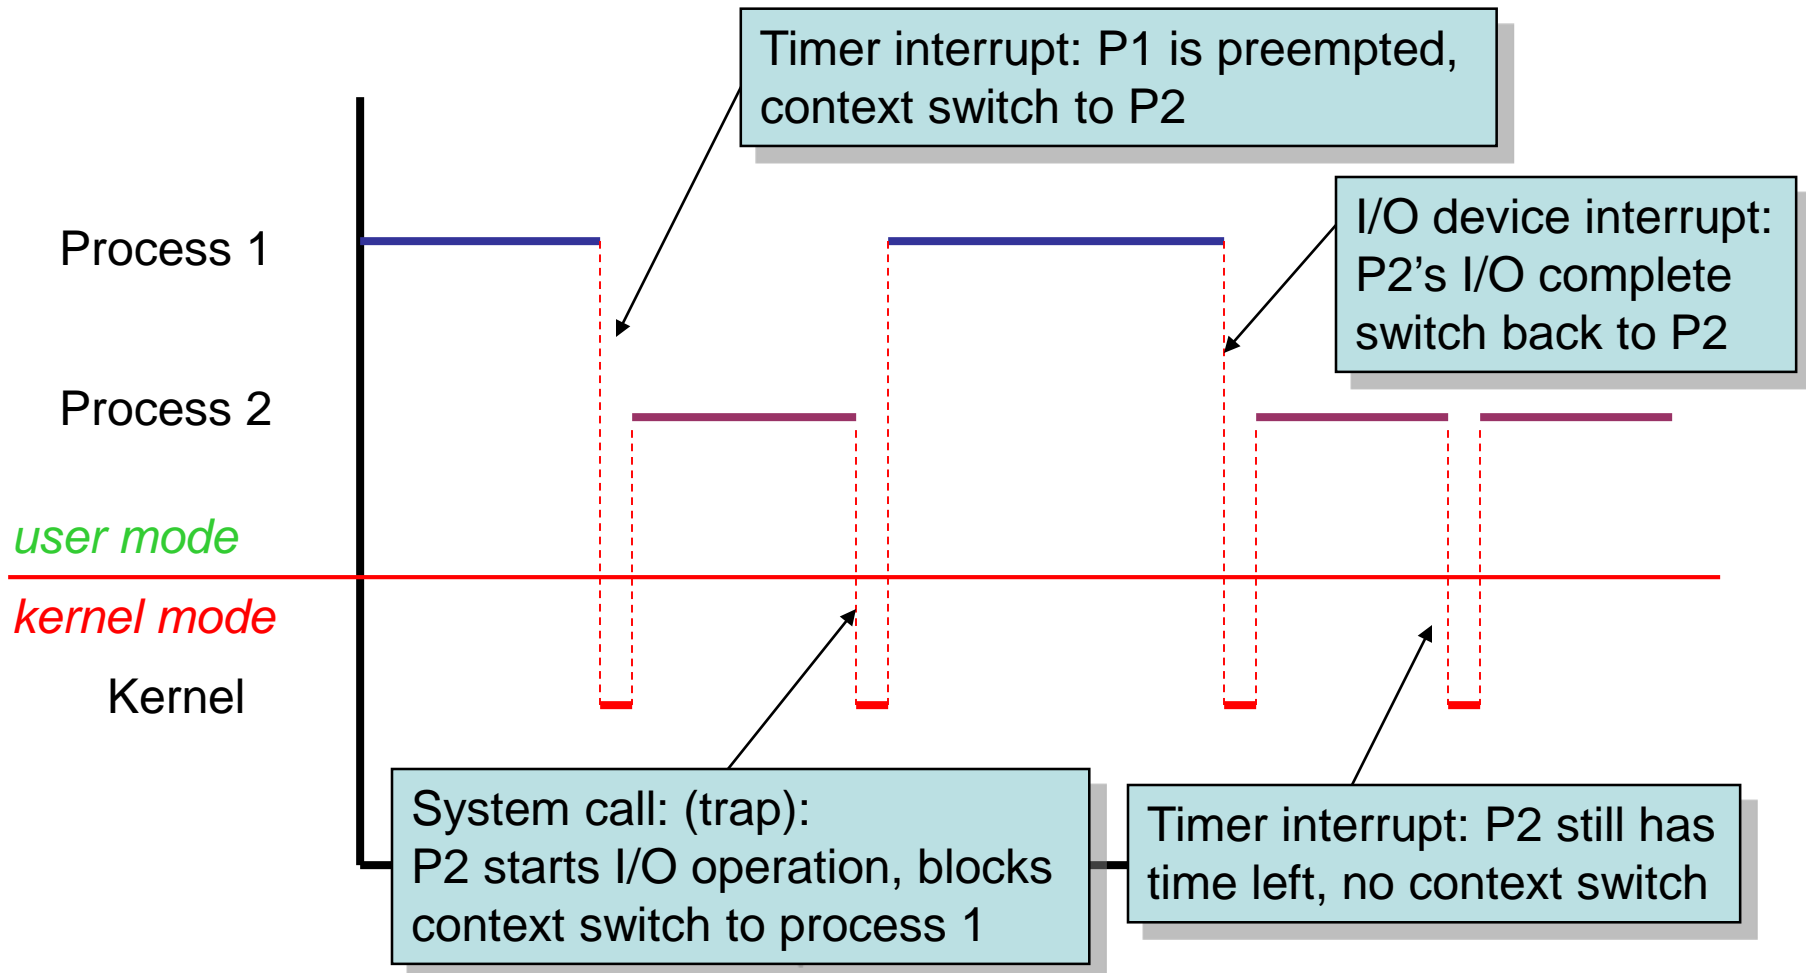 Timer interrupt: P1 is preempted,
context switch to P2
I/O device interrupt:
P2’s I/O complete
switch back to P2
Process 1
Process 2
user mode
kernel mode
Kernel
System call: (trap):
P2 starts I/O operation, blocks
context switch to process 1
Timer interrupt: P2 still has
time left, no context switch